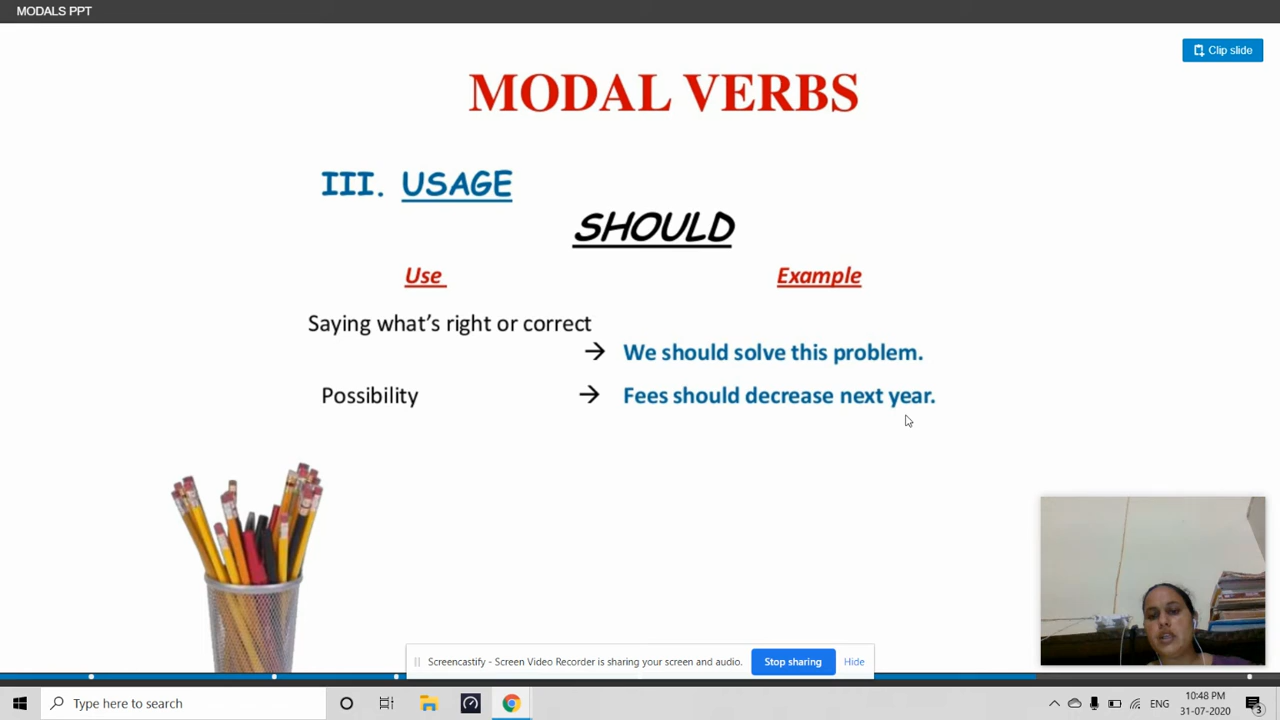 MODALS PPT
Clip slide
MODAL VERBS
III. USAGE
SHOULD
Use Example
Saying what's right or correct
→ We should solve this problem.
Possibility → Fees should decrease next year.
Screencastify - Screen Video Recorder is sharing your screen and audio. Stop sharing Hide
Type here to search
ENG
10:48 PM
31-07-2020
3